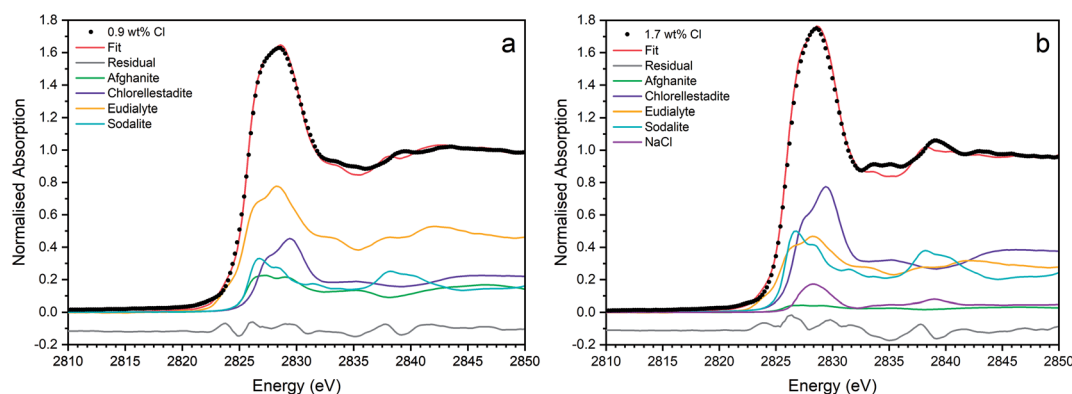 a
0.9 wt% Cl
Fit
Residual
Afghanite
Chlorellestadite
Eudialyte
Sodalite
Normalised Absorption
1.8
1.6
1.4
1.2
1.0
0.8
0.6
0.4
0.2
0.0
-0.2
2810 2815 2820 2825 2830 2835 2840 2845 2850
Energy (eV)
b
1.7 wt% Cl
Fit
Residual
Afghanite
Chlorellestadite
Eudialyte
Sodalite
NaCl
Normalised Absorption
1.8
1.6
1.4
1.2
1.0
0.8
0.6
0.4
0.2
0.0
-0.2
2810 2815 2820 2825 2830 2835 2840 2845 2850
Energy (eV)